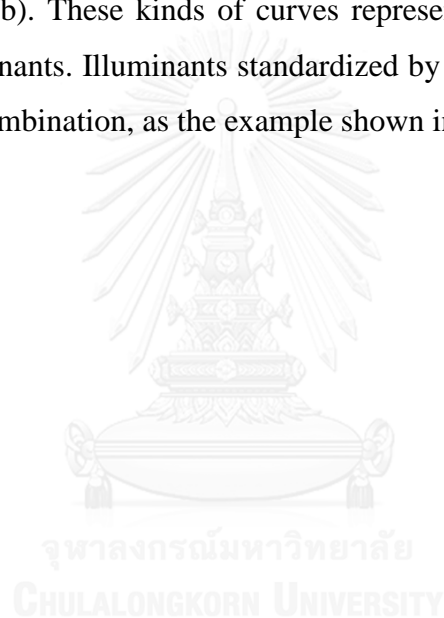 b). These kinds of curves represe
nants. Illuminants standardized by
mbination, as the example shown i
จุฬาลงกรณ์มหาวิทยาลัย
CHULALONGKORN UNIVERSITY